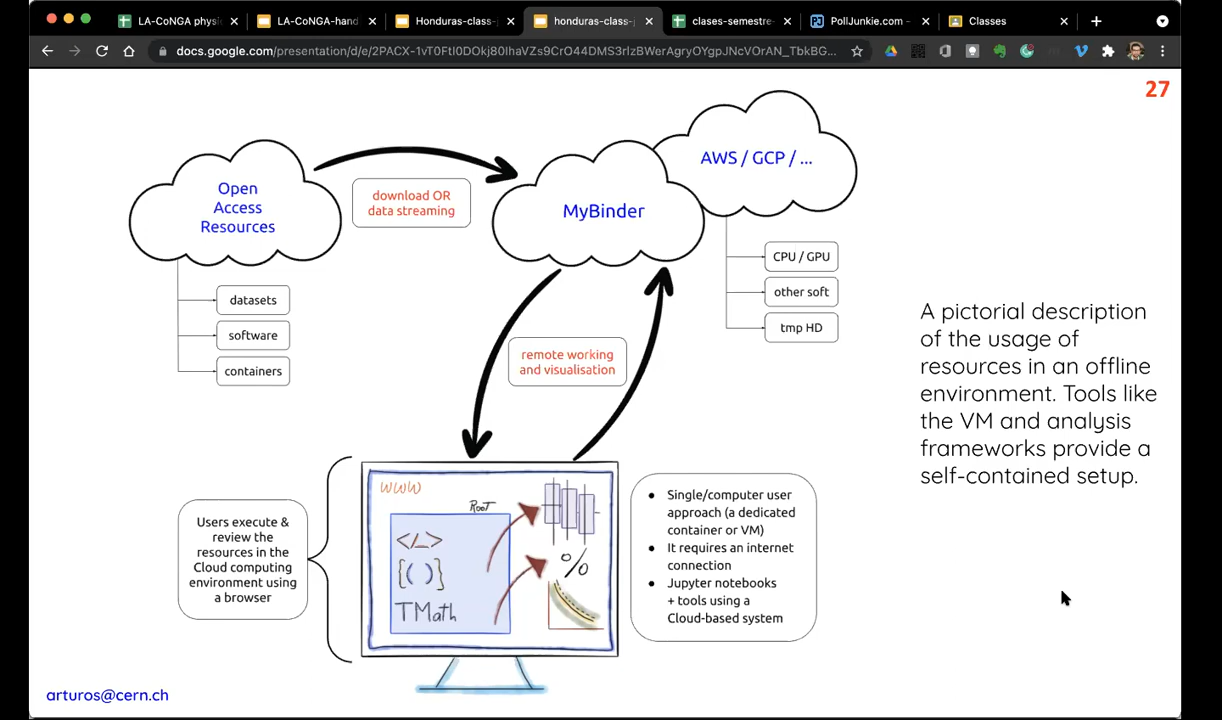 LA-CoNGA physi
LA-CoNGA-hand
Honduras-class-
honduras-class-
clases-semestre
PollJunkie.com –
Classes
docs.google.com/presentation/d/e/2PACX-1vT0FtI0DOkj80IhaVZs9CrO44DMS3rIzBWerAgryOYgpJNcVOrAN_TbkBG...
27
Open
Access
Resources
download OR
data streaming
MyBinder
AWS / GCP / ...
CPU / GPU
other soft
tmp HD
datasets
software
containers
remote working
and visualisation
A pictorial description
of the usage of
resources in an offline
environment. Tools like
the VM and analysis
frameworks provide a
self-contained setup.
Users execute &
review the
resources in the
Cloud computing
environment using
a browser
WWW
ROOT
</>
[()]
TMath
%
● Single/computer user
approach (a dedicated
container or VM)
● It requires an internet
connection
● Jupyter notebooks
+ tools using a
Cloud-based system
arturos@cern.ch